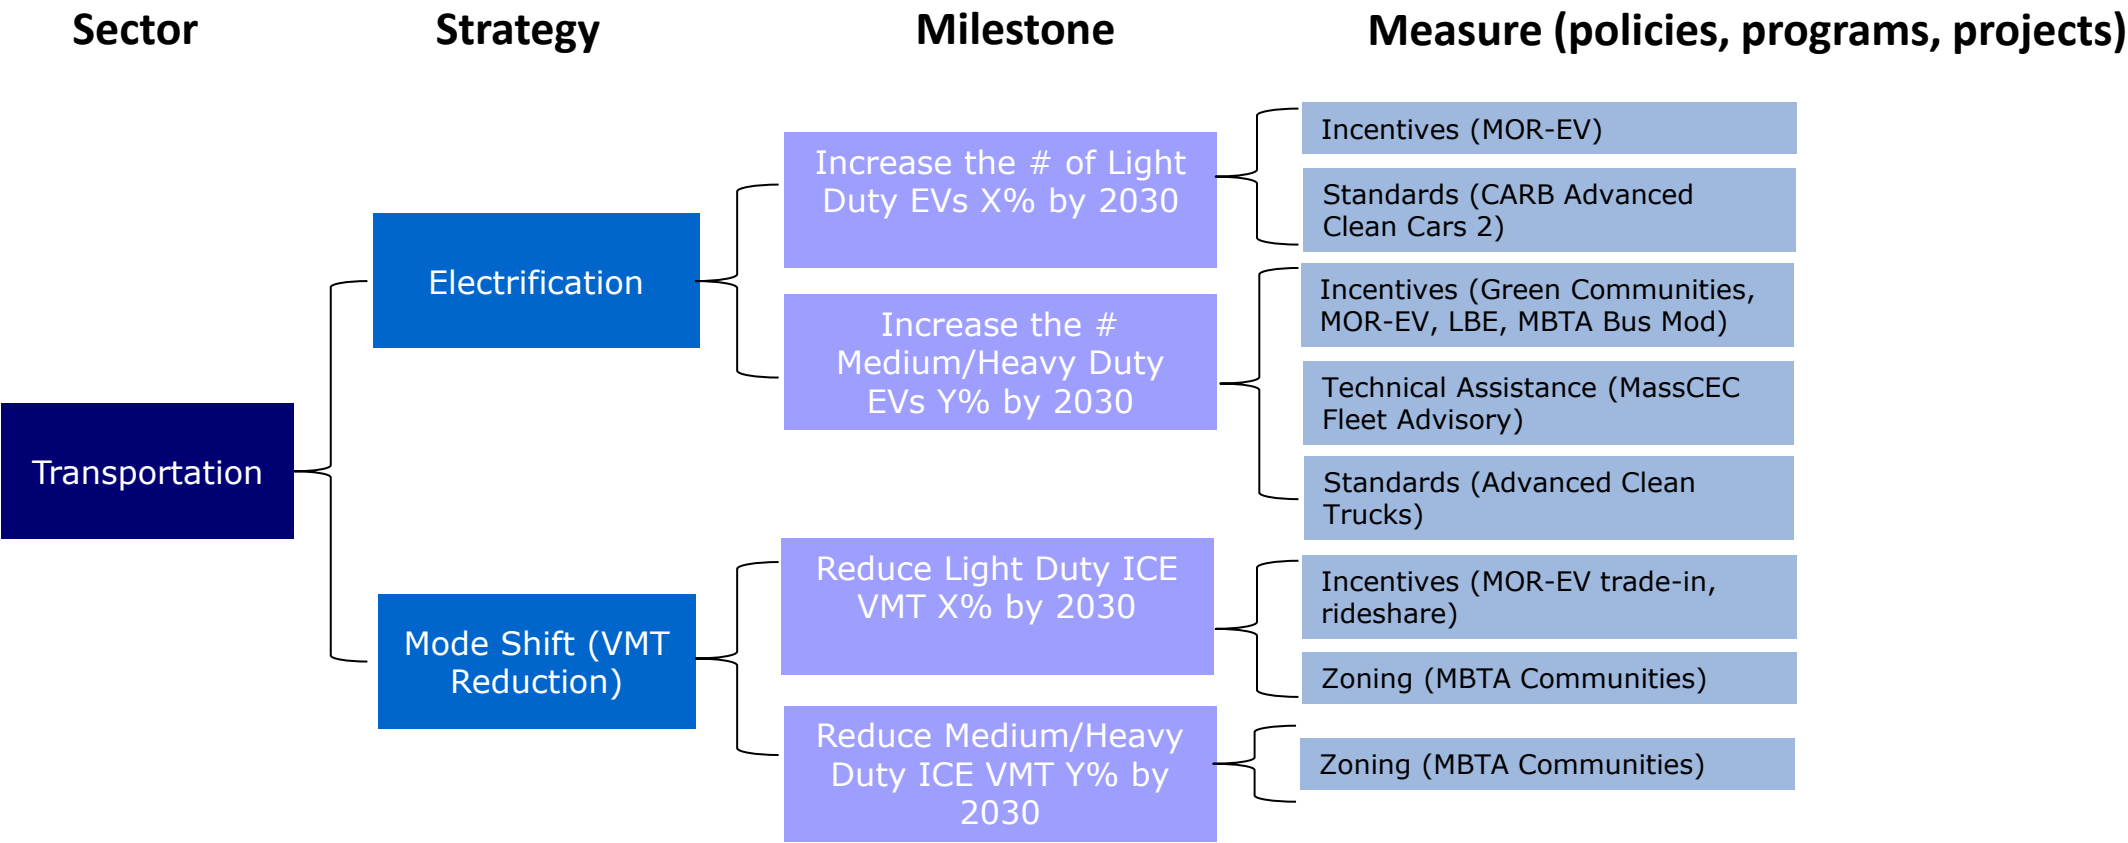 Sector
Strategy
Milestone
Measure (policies, programs, projects)
Transportation
Electrification
Mode Shift (VMT
Reduction)
Increase the # of Light
Duty EVs X% by 2030
Increase the #
Medium/Heavy Duty
EVs Y% by 2030
Reduce Light Duty ICE
VMT X% by 2030
Reduce Medium/Heavy
Duty ICE VMT Y% by
2030
Incentives (MOR-EV)
Standards (CARB Advanced
Clean Cars 2)
Incentives (Green Communities,
MOR-EV, LBE, MBTA Bus Mod)
Technical Assistance (MassCEC
Fleet Advisory)
Standards (Advanced Clean
Trucks)
Incentives (MOR-EV trade-in,
rideshare)
Zoning (MBTA Communities)
Zoning (MBTA Communities)